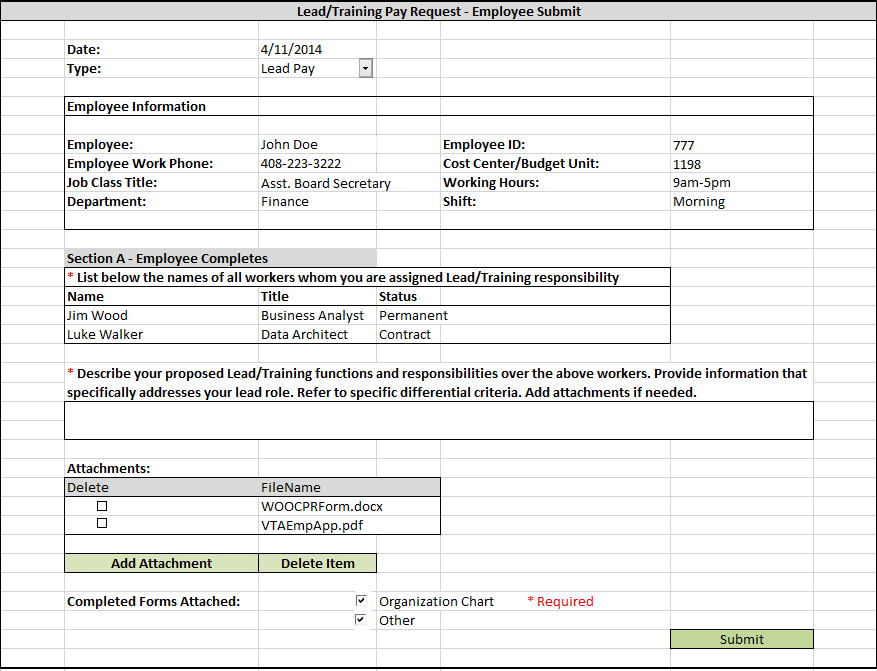 Lead/Training Pay Request - Employee Submit
Date: 4/11/2014
Type: Lead Pay
Employee Information
Employee: John Doe Employee ID: 777
Employee Work Phone: 408-223-3222 Cost Center/Budget Unit: 1198
Job Class Title: Asst. Board Secretary Working Hours: 9am-5pm
Department: Finance Shift: Morning
Section A - Employee Completes
* List below the names of all workers whom you are assigned Lead/Training responsibility
Name Title Status
Jim Wood Business Analyst Permanent
Luke Walker Data Architect Contract
* Describe your proposed Lead/Training functions and responsibilities over the above workers. Provide information that
specifically addresses your lead role. Refer to specific differential criteria. Add attachments if needed.
Attachments:
Delete FileName
WOOCPRForm.docx
VTAEmpApp.pdf
Add Attachment Delete Item
Completed Forms Attached: Organization Chart * Required
Other
Submit